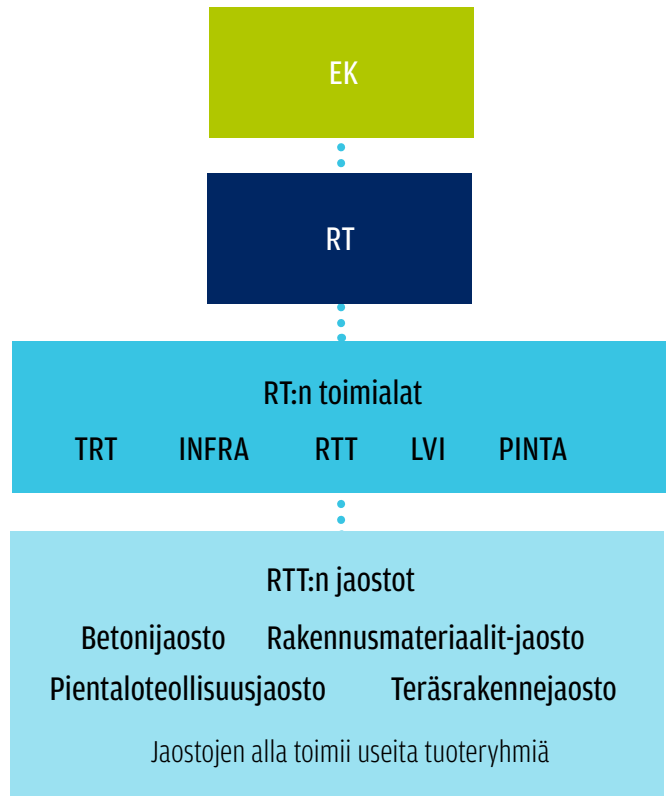 EK
RT
RT:n toimialat
TRT INFRA RTT LVI PINTA
RTT:n jaostot
Betonijaosto Rakennusmateriaalit-jaosto
Pientaloteollisuusjaosto Teräsrakennejaosto
Jaostojen alla toimii useita tuoteryhmiä